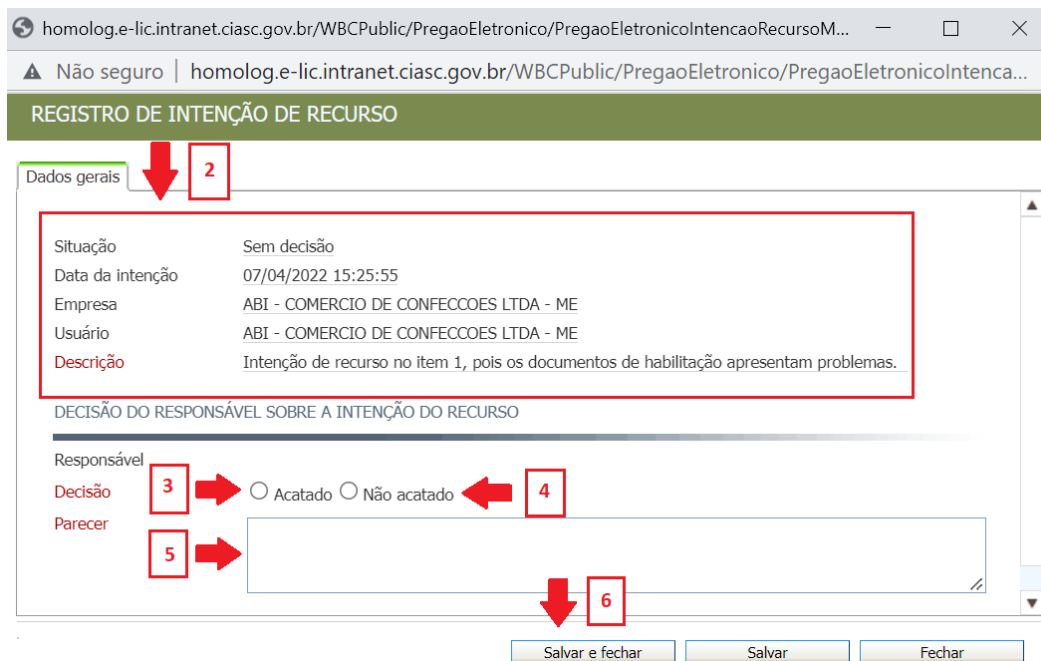 homolog.e-lic.intranet.ciasc.gov.br/WBCPublic/PregaoEletronico/PregaoEletronicoIntencaoRecursoM...
Não seguro | homolog.e-lic.intranet.ciasc.gov.br/WBCPublic/PregaoEletronico/PregaoEletronicoIntenca...
REGISTRO DE INTENÇÃO DE RECURSO
Dados gerais
2
Situação Sem decisão
Data da intenção 07/04/2022 15:25:55
Empresa ABI - COMERCIO DE CONFECCOES LTDA - ME
Usuário ABI - COMERCIO DE CONFECCOES LTDA - ME
Descrição Intenção de recurso no item 1, pois os documentos de habilitação apresentam problemas.
DECISÃO DO RESPONSÁVEL SOBRE A INTENÇÃO DO RECURSO
Responsável
Decisão 3 Acatado Não acatado 4
Parecer
5
6
Salvar e fechar Salvar Fechar